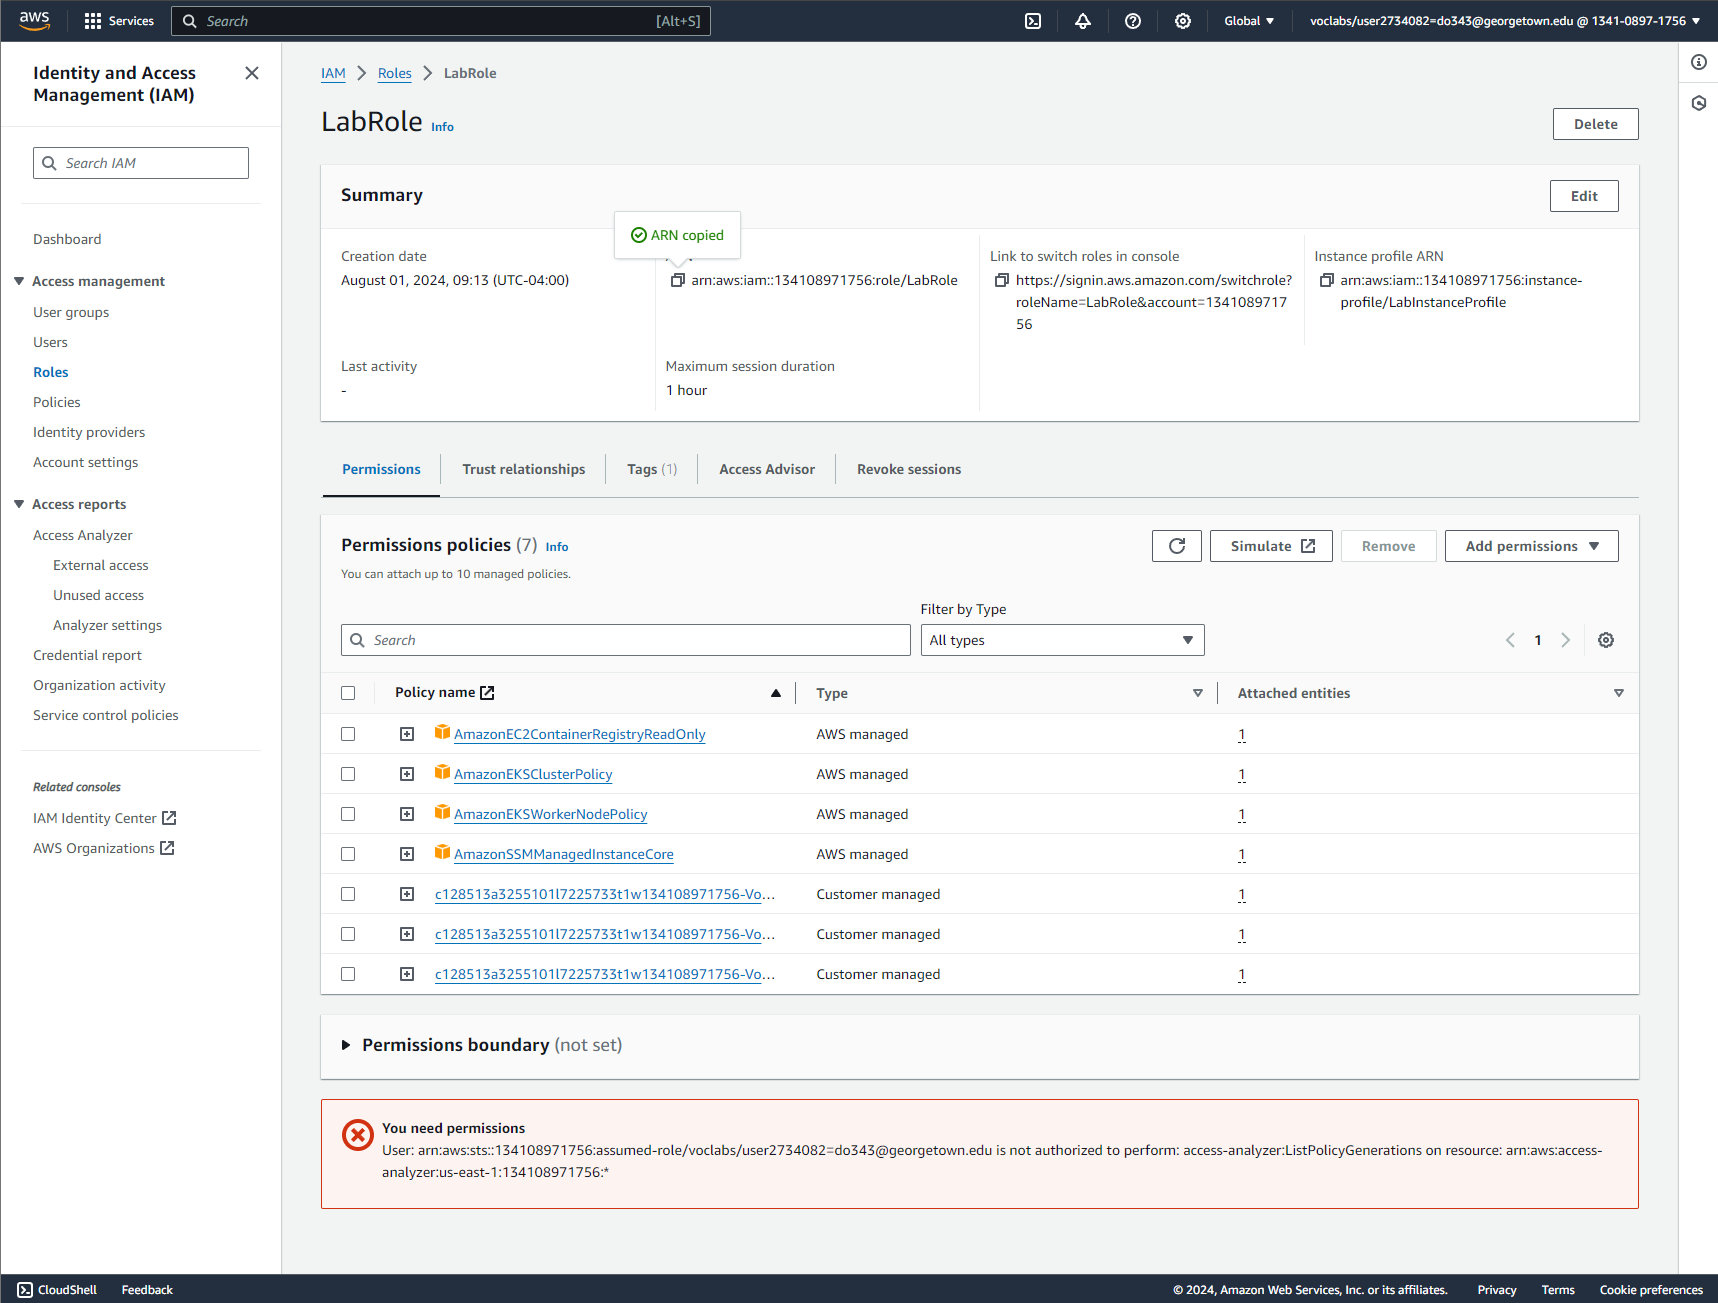 aws
Services
Search
[Alt+S]
Global
voclabs/user2734082=do343@georgetown.edu @ 1341-0897-1756
Identity and Access
Management (IAM)
Search IAM
Dashboard
Access management
User groups
Users
Roles
Policies
Identity providers
Account settings
Access reports
Access Analyzer
External access
Unused access
Analyzer settings
Credential report
Organization activity
Service control policies
Related consoles
IAM Identity Center
AWS Organizations
IAM
Roles
LabRole
LabRole Info
Delete
Summary
Edit
ARN copied
Creation date
August 01, 2024, 09:13 (UTC-04:00)
arn:aws:iam::134108971756:role/LabRole
Link to switch roles in console
https://signin.aws.amazon.com/switchrole?
roleName=LabRole&account=1341089717
56
Instance profile ARN
arn:aws:iam::134108971756:instance-
profile/LabInstanceProfile
Last activity
-
Maximum session duration
1 hour
Permissions
Trust relationships
Tags (1)
Access Advisor
Revoke sessions
Permissions policies (7) Info
You can attach up to 10 managed policies.
Simulate
Remove
Add permissions
Filter by Type
Search
All types
1
Policy name
Type
Attached entities
AmazonEC2ContainerRegistryReadOnly
AWS managed
1
AmazonEKSClusterPolicy
AWS managed
1
AmazonEKSWorkerNodePolicy
AWS managed
1
AmazonSSMManagedInstanceCore
AWS managed
1
c128513a3255101l7225733t1w134108971756-Vo...
Customer managed
1
c128513a3255101l7225733t1w134108971756-Vo...
Customer managed
1
c128513a3255101l7225733t1w134108971756-Vo...
Customer managed
1
Permissions boundary (not set)
You need permissions
User: arn:aws:sts::134108971756:assumed-role/voclabs/user2734082=do343@georgetown.edu is not authorized to perform: access-analyzer:ListPolicyGenerations on resource: arn:aws:access-
analyzer:us-east-1:134108971756:*
CloudShell
Feedback
© 2024, Amazon Web Services, Inc. or its affiliates.
Privacy
Terms
Cookie preferences